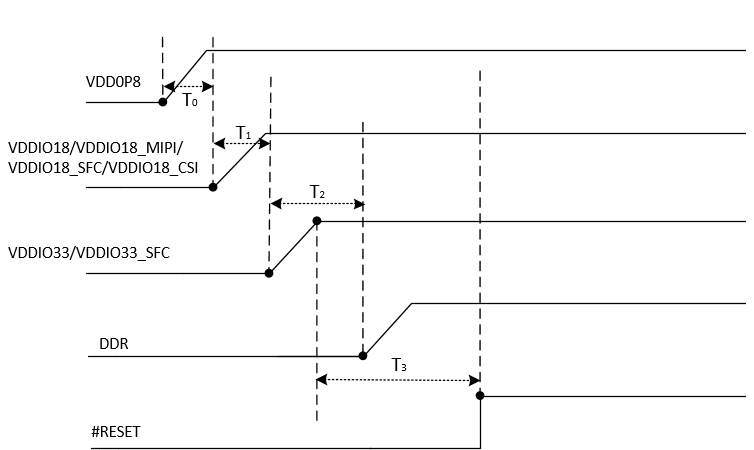 VDD0P8
T0
VDDIO18/VDDIO18_MIPI/
VDDIO18_SFC/VDDIO18_CSI
T1
T2
VDDIO33/VDDIO33_SFC
DDR
T3
#RESET